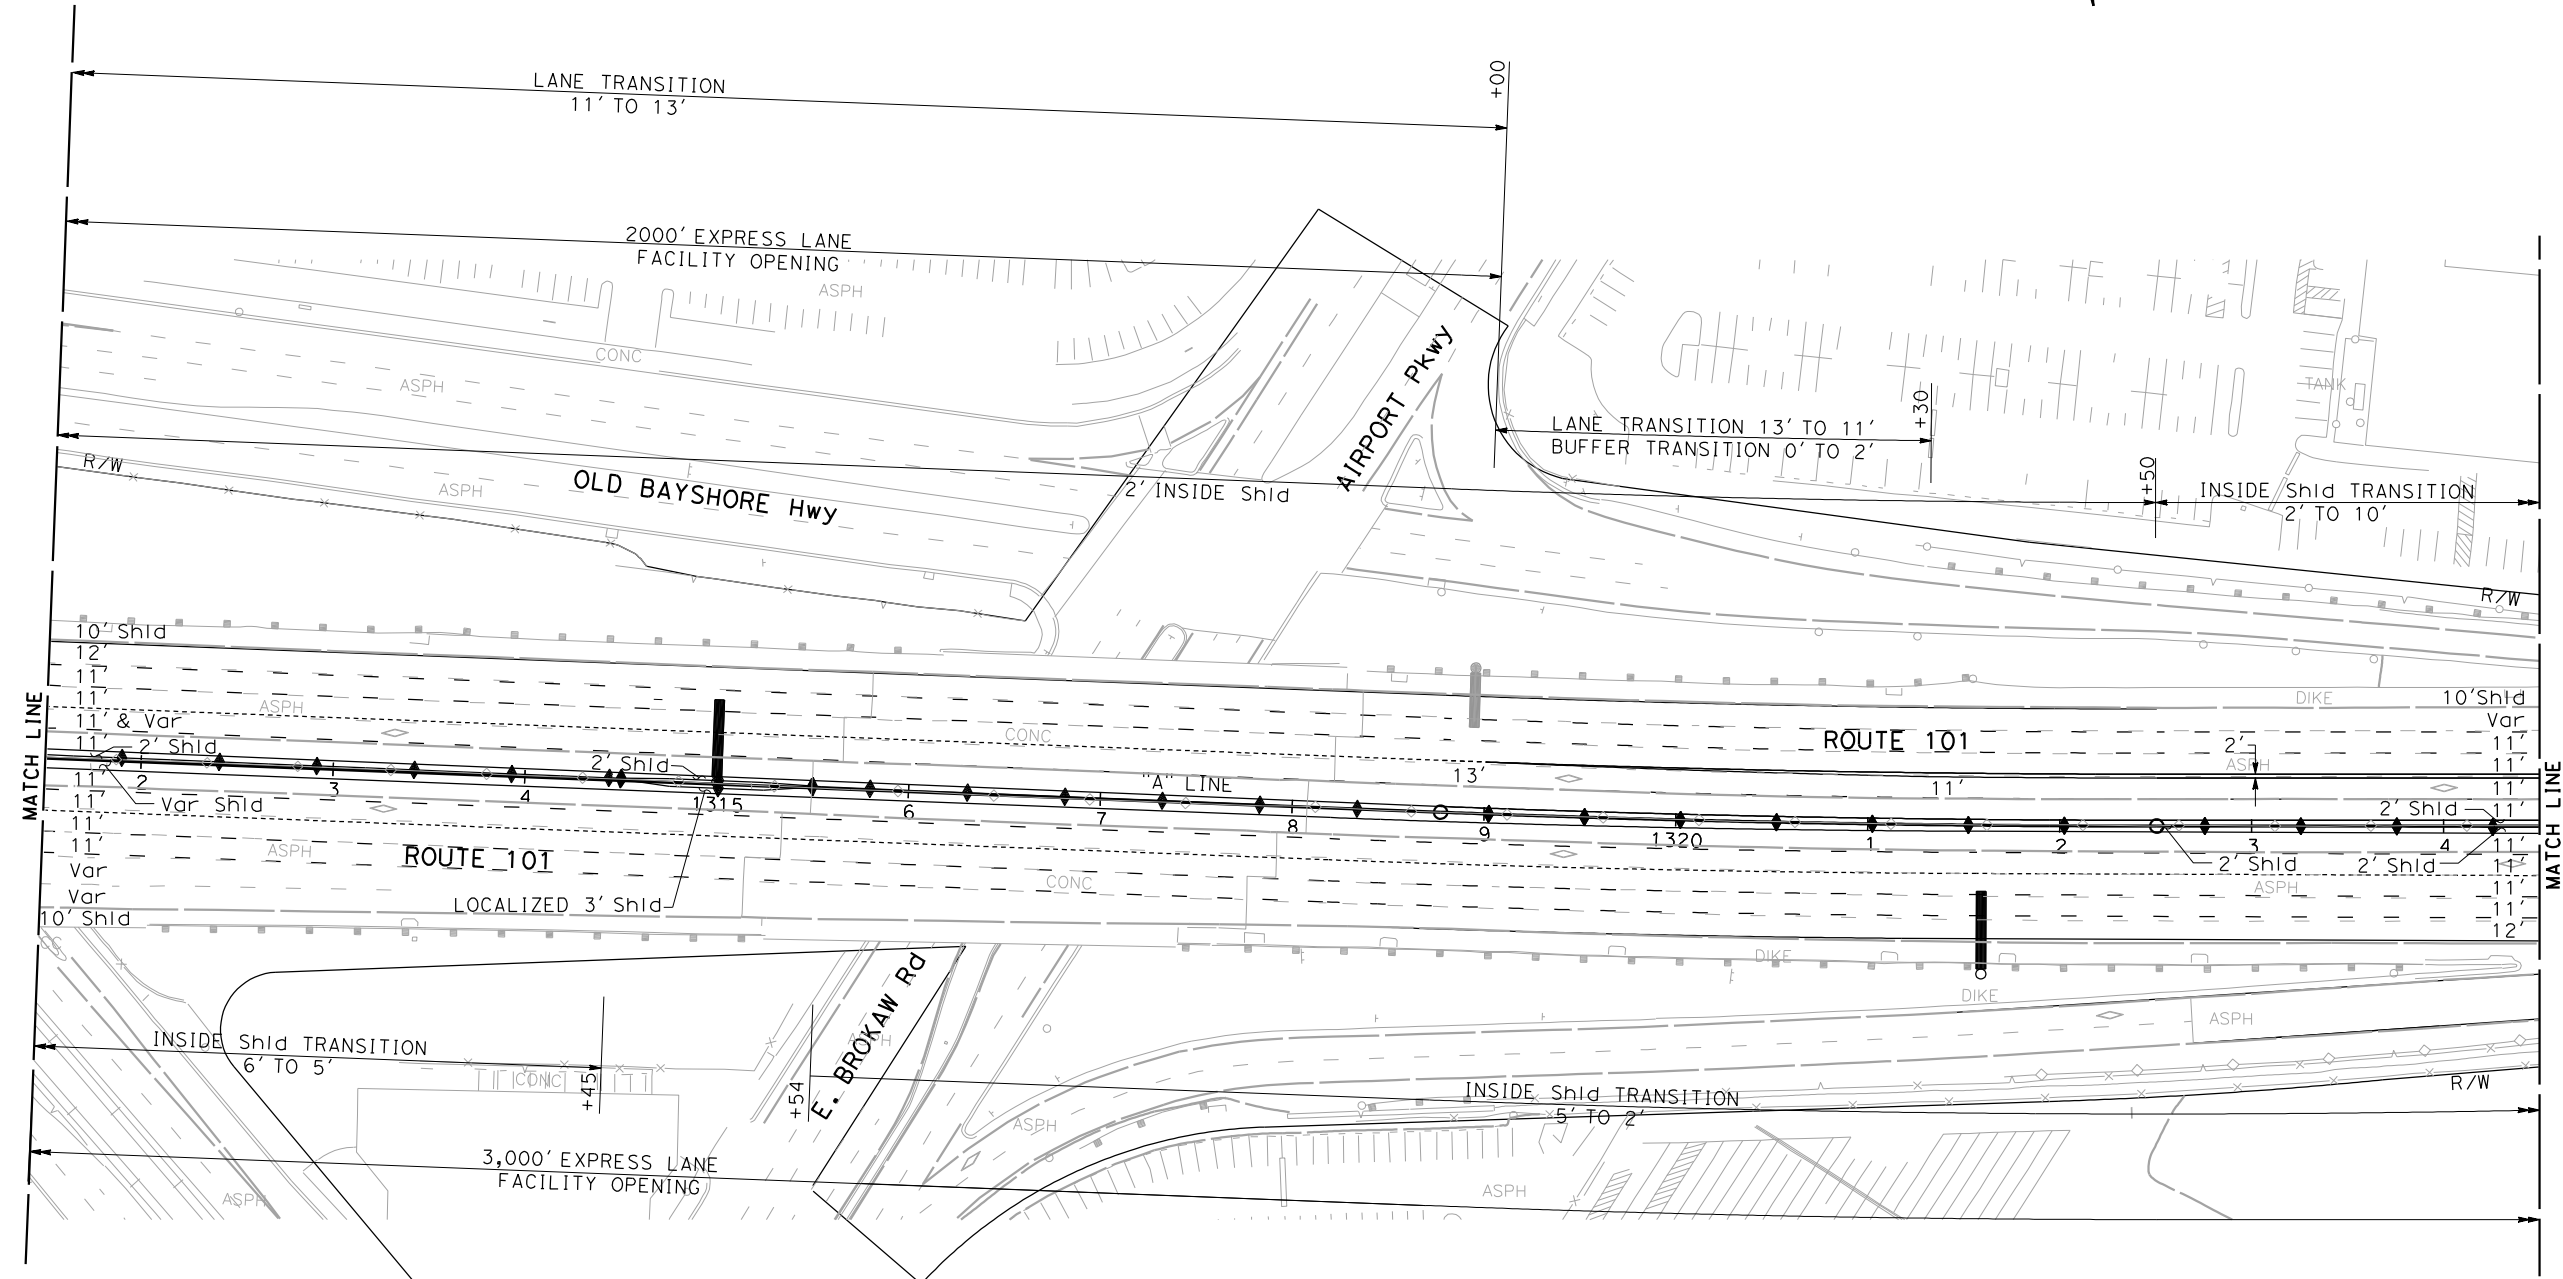 LANE TRANSITION
11' TO 13'
+00
2000' EXPRESS LANE
FACILITY OPENING
ASPH
CONC
ASPH
AIRPORT Pkwy
TANK
LANE TRANSITION 13' TO 11'
BUFFER TRANSITION 0' TO 2'
+30
R/W
ASPH
OLD BAYSHORE Hwy
2' INSIDE Shld
+50
INSIDE Shld TRANSITION
2' TO 10'
R/W
10' Shld
12'
11'
11'
11' & Var
11'
2' Shld
ASPH
CONC
ROUTE 101
DIKE
10' Shld
Var
11'
11'
11'
11'
2'
ASPH
MATCH LINE
MATCH LINE
2' Shld
13'
"A" LINE
11'
2' Shld
2
3
4
1315
6
7
8
9
1320
1
2
3
4
11'
11'
11'
11'
Var
Var
10' Shld
Var Shld
ASPH
ROUTE 101
LOCALIZED 3' Shld
CONC
2' Shld
2' Shld
ASPH
11'
11'
11'
11'
12'
DIKE
DIKE
CC
E. BROKAW Rd
ASPH
ASPH
INSIDE Shld TRANSITION
6' TO 5'
+45
CONC
+54
INSIDE Shld TRANSITION
5' TO 2'
R/W
ASPH
3,000' EXPRESS LANE
FACILITY OPENING
ASPH
ASPH